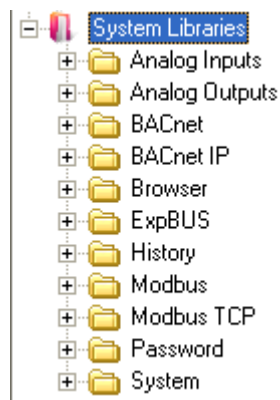 System Libraries
Analog Inputs
Analog Outputs
BACnet
BACnet IP
Browser
ExpBUS
History
Modbus
Modbus TCP
Password
System